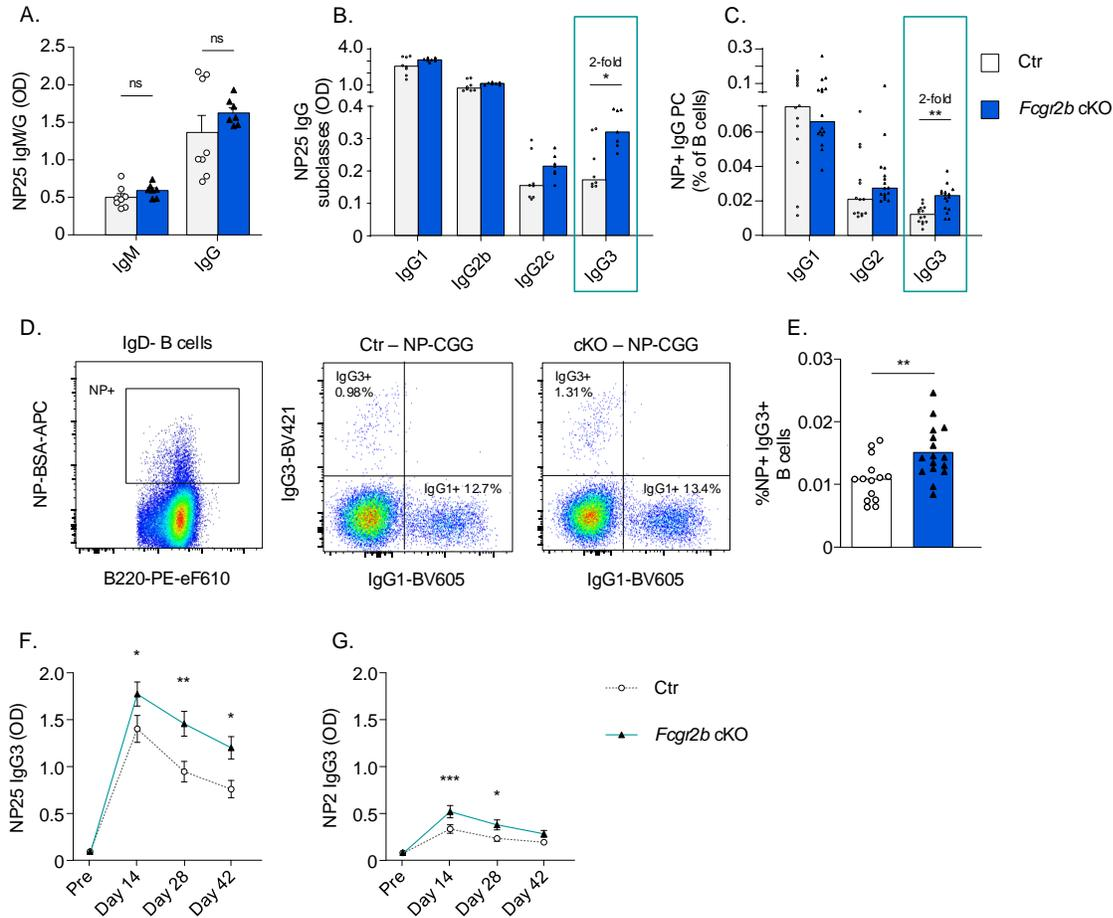 A.
NP25 IgM/G (OD)
2.5
2.0
1.5
1.0
0.5
0
ns
ns
IgM
IgG
B.
NP25 IgG
subclasses (OD)
4.0
1.0
0.4
0.3
0.2
0.1
0
2-fold
*
IgG1
IgG2b
IgG2c
IgG3
C.
NP+ IgG PC
(% of B cells)
0.3
0.1
0.06
0.04
0.02
0
2-fold
**
IgG1
IgG2
IgG3
Ctr
Fcgr2b cKO
D.
IgD- B cells
NP+
NP-BSA-APC
B220-PE-eF610
Ctr – NP-CGG
IgG3+
0.98%
IgG1+ 12.7%
IgG3-BV421
IgG1-BV605
cKO – NP-CGG
IgG3+
1.31%
IgG1+ 13.4%
IgG1-BV605
E.
%NP+ IgG3+
B cells
0.03
0.02
0.01
0
**
F.
NP25 IgG3 (OD)
2.0
1.5
1.0
0.5
0
*
**
*
Pre
Day 14
Day 28
Day 42
G.
NP2 IgG3 (OD)
2.0
1.5
1.0
0.5
0
***
*
Pre
Day 14
Day 28
Day 42
Ctr
Fcgr2b cKO